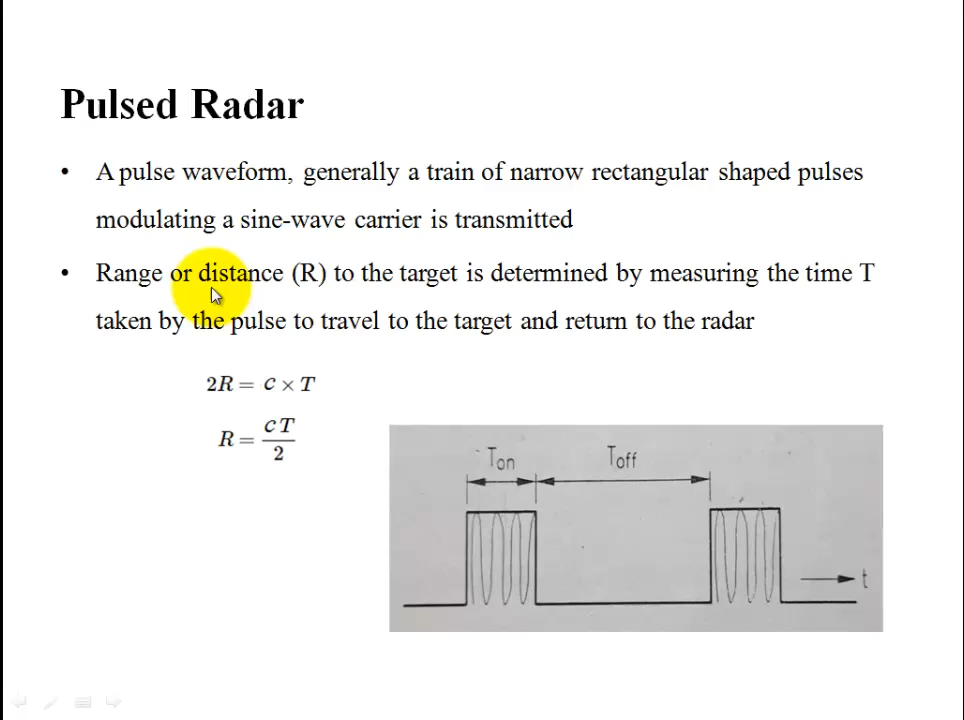 Pulsed Radar
• A pulse waveform, generally a train of narrow rectangular shaped pulses
modulating a sine-wave carrier is transmitted
• Range or distance (R) to the target is determined by measuring the time T
taken by the pulse to travel to the target and return to the radar
2R = c × T
R = cT/2
Ton Toff
t